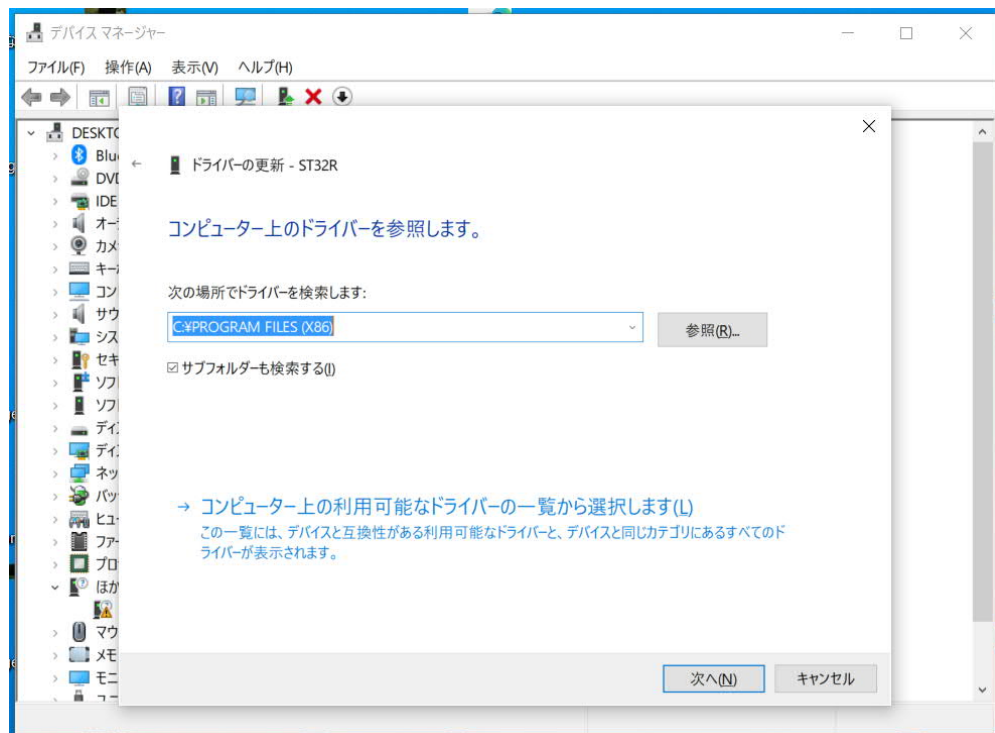 デバイス マネージャー
ファイル(F) 操作(A) 表示(V) ヘルプ(H)
DESKTO
Blu
DVD
IDE
オーデ
カメ
キーボ
コン
サウ
シス
セキ
ソフ
ソフ
ディス
ディス
ネッ
バッ
ヒュ
ファ
プロ
ほか
マウ
メモ
モニ
ドライバーの更新 - ST32R
コンピューター上のドライバーを参照します。
次の場所でドライバーを検索します:
C:¥PROGRAM FILES (X86)
参照(R)...
サブフォルダーも検索する(I)
→ コンピューター上の利用可能なドライバーの一覧から選択します(L)
この一覧には、デバイスと互換性がある利用可能なドライバーと、デバイスと同じカテゴリにあるすべてのド
ライバーが表示されます。
次へ(N) キャンセル